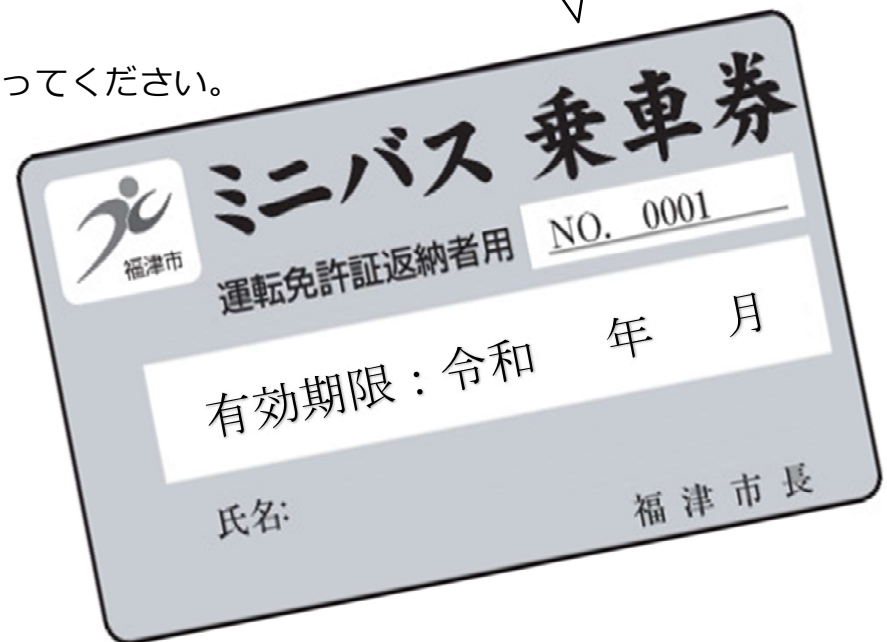 ってください。
ミニバス 乗車券
福津市
運転免許証返納者用
NO. 0001
有効期限：令和 年 月
氏名:
福津市長